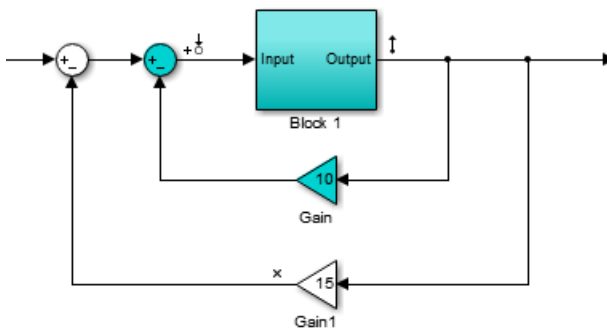 +
−
+
−
+
Input
Output
Block 1
10
Gain
×
15
Gain1